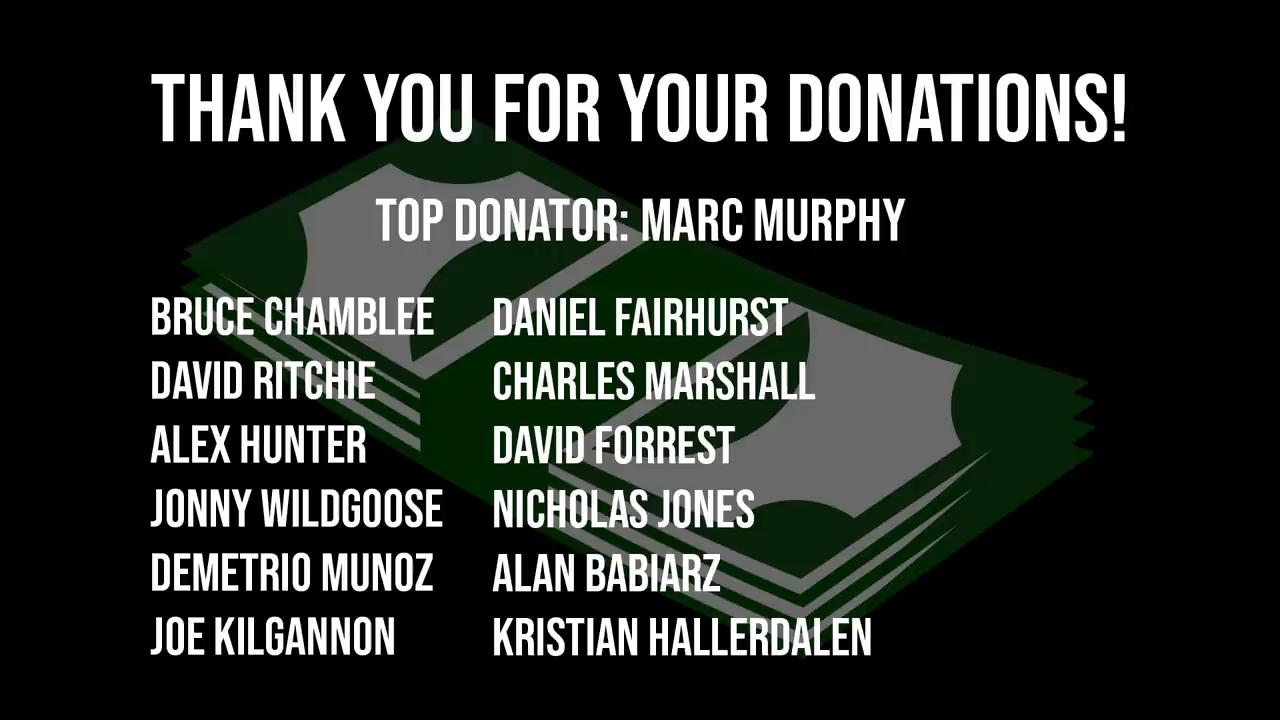 THANK YOU FOR YOUR DONATIONS!
TOP DONATOR: MARC MURPHY
BRUCE CHAMBLEE
DAVID RITCHIE
ALEX HUNTER
JONNY WILDGOOSE
DEMETRIO MUNOZ
JOE KILGANNON
DANIEL FAIRHURST
CHARLES MARSHALL
DAVID FORREST
NICHOLAS JONES
ALAN BABIARZ
KRISTIAN HALLERDALEN